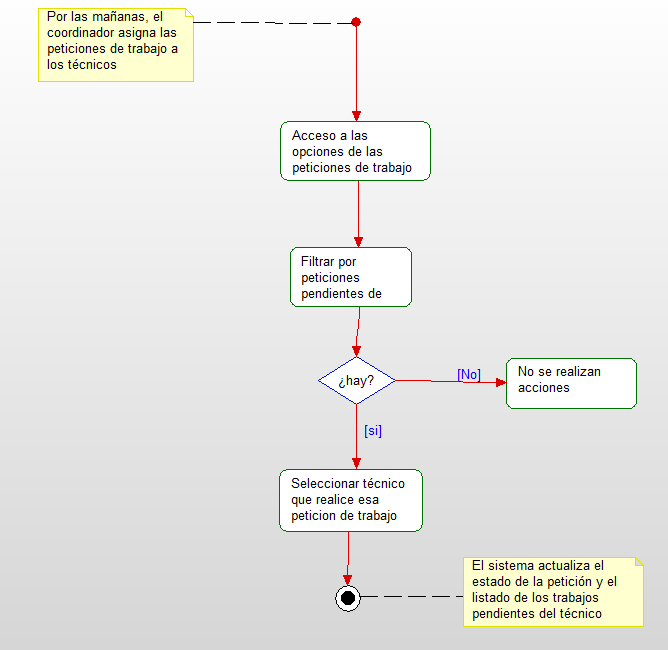 Por las mañanas, el
coordinador asigna las
peticiones de trabajo a
los técnicos
Acceso a las
opciones de las
peticiones de trabajo
Filtrar por
peticiones
pendientes de
¿hay?
[No]
No se realizan
acciones
[si]
Seleccionar técnico
que realice esa
peticion de trabajo
El sistema actualiza el
estado de la petición y el
listado de los trabajos
pendientes del técnico